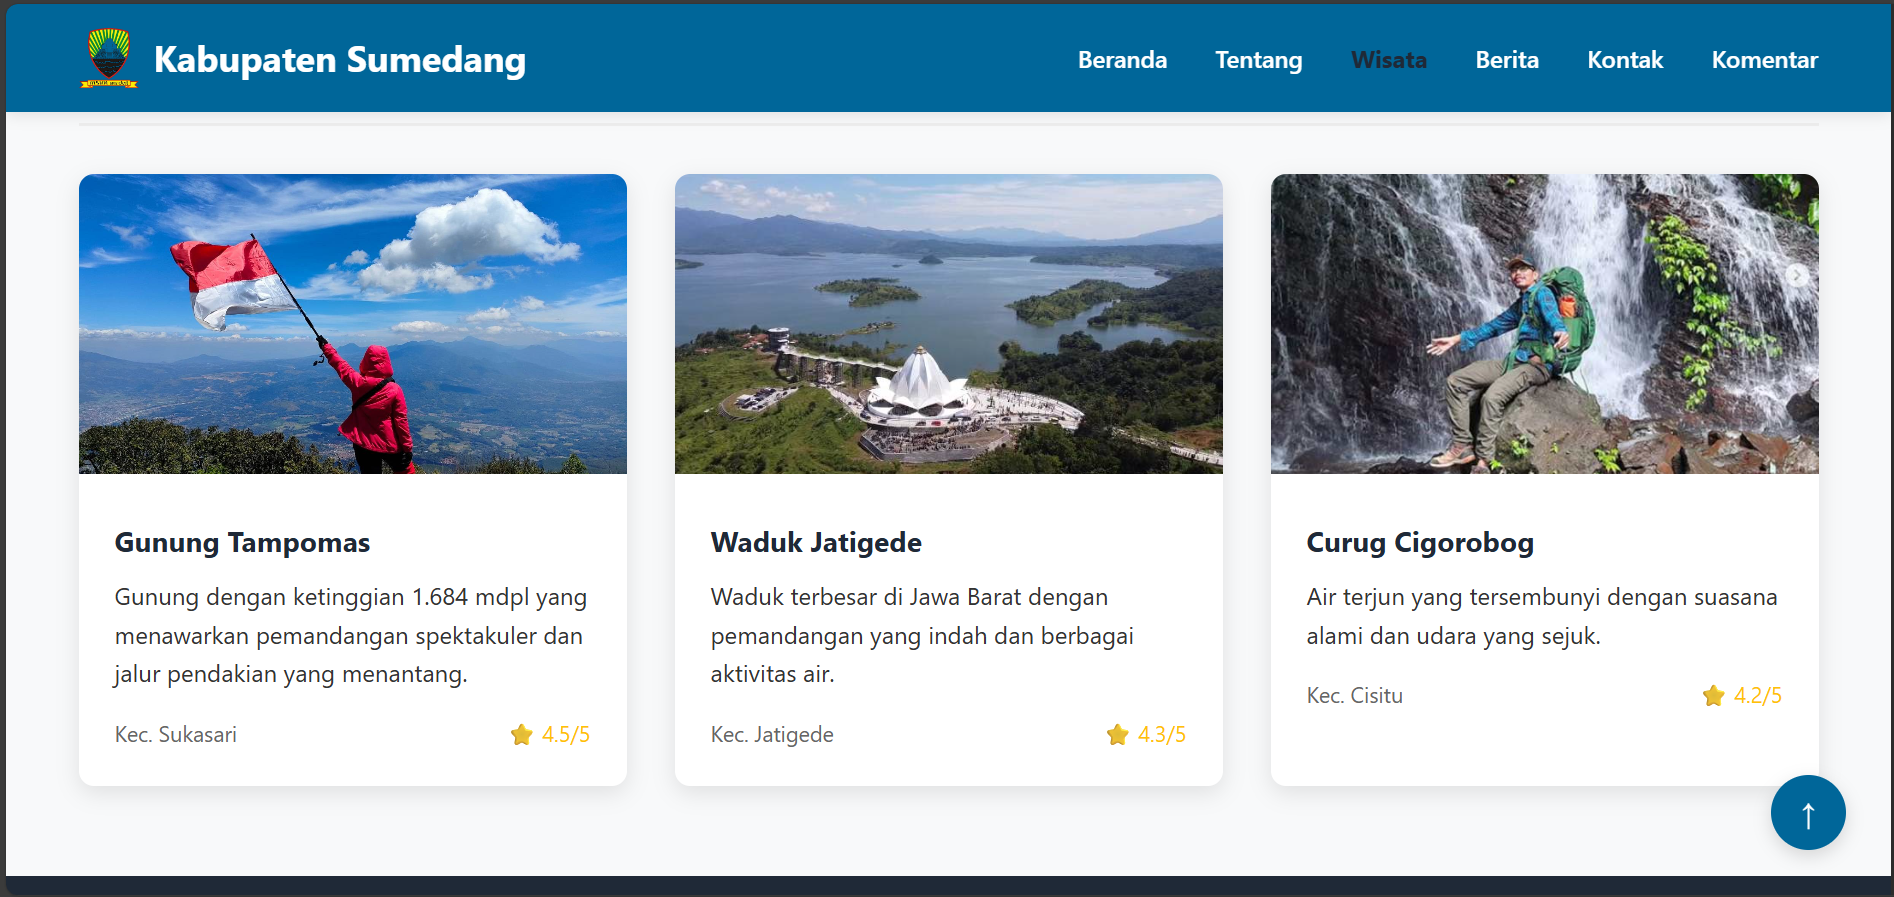 Kabupaten Sumedang
Beranda Tentang Wisata Berita Kontak Komentar
Gunung Tampomas
Gunung dengan ketinggian 1.684 mdpl yang
menawarkan pemandangan spektakuler dan
jalur pendakian yang menantang.
Kec. Sukasari
⭐ 4.5/5
Waduk Jatigede
Waduk terbesar di Jawa Barat dengan
pemandangan yang indah dan berbagai
aktivitas air.
Kec. Jatigede
⭐ 4.3/5
Curug Cigorobog
Air terjun yang tersembunyi dengan suasana
alami dan udara yang sejuk.
Kec. Cisitu
⭐ 4.2/5
↑